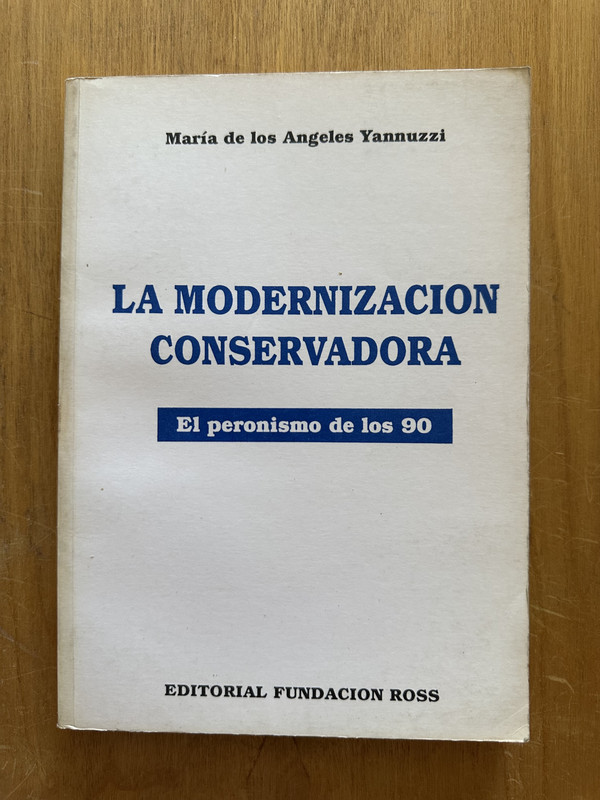 María de los Angeles Yannuzzi
LA MODERNIZACION
CONSERVADORA
El peronismo de los 90
EDITORIAL FUNDACION ROSS